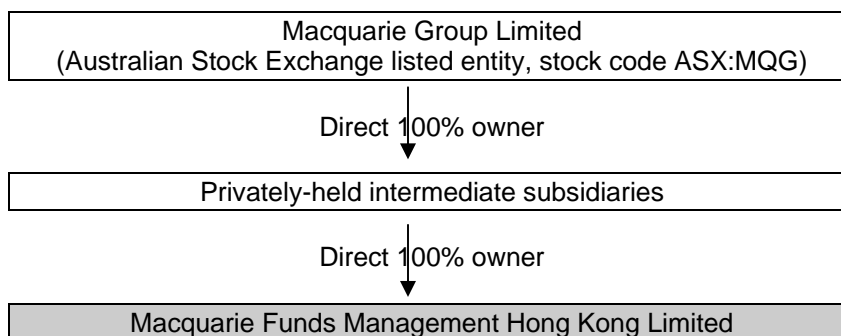 Macquarie Group Limited
(Australian Stock Exchange listed entity, stock code ASX:MQG)
Direct 100% owner
Privately-held intermediate subsidiaries
Direct 100% owner
Macquarie Funds Management Hong Kong Limited